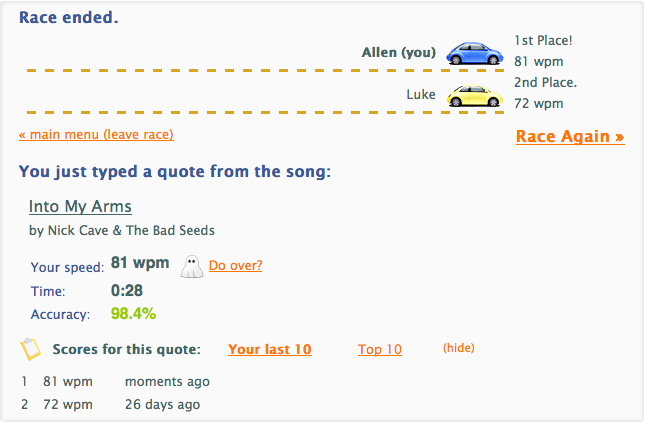 Race ended.
Allen (you)
1st Place!
81 wpm
Luke
2nd Place.
72 wpm
« main menu (leave race)
Race Again »
You just typed a quote from the song:
Into My Arms
by Nick Cave & The Bad Seeds
Your speed: 81 wpm Do over?
Time: 0:28
Accuracy: 98.4%
Scores for this quote: Your last 10 Top 10 (hide)
1 81 wpm moments ago
2 72 wpm 26 days ago